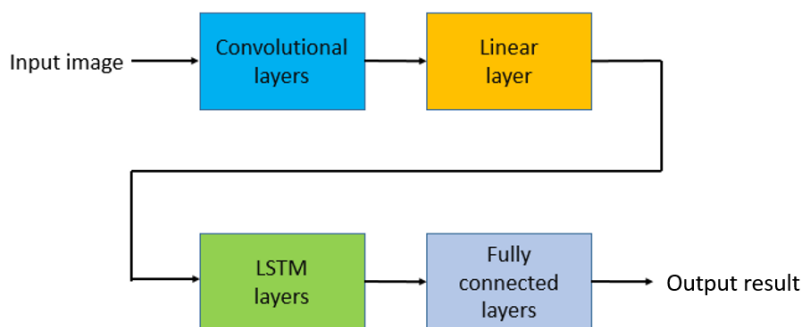 Input image
Convolutional
layers
Linear
layer
LSTM
layers
Fully
connected
layers
Output result